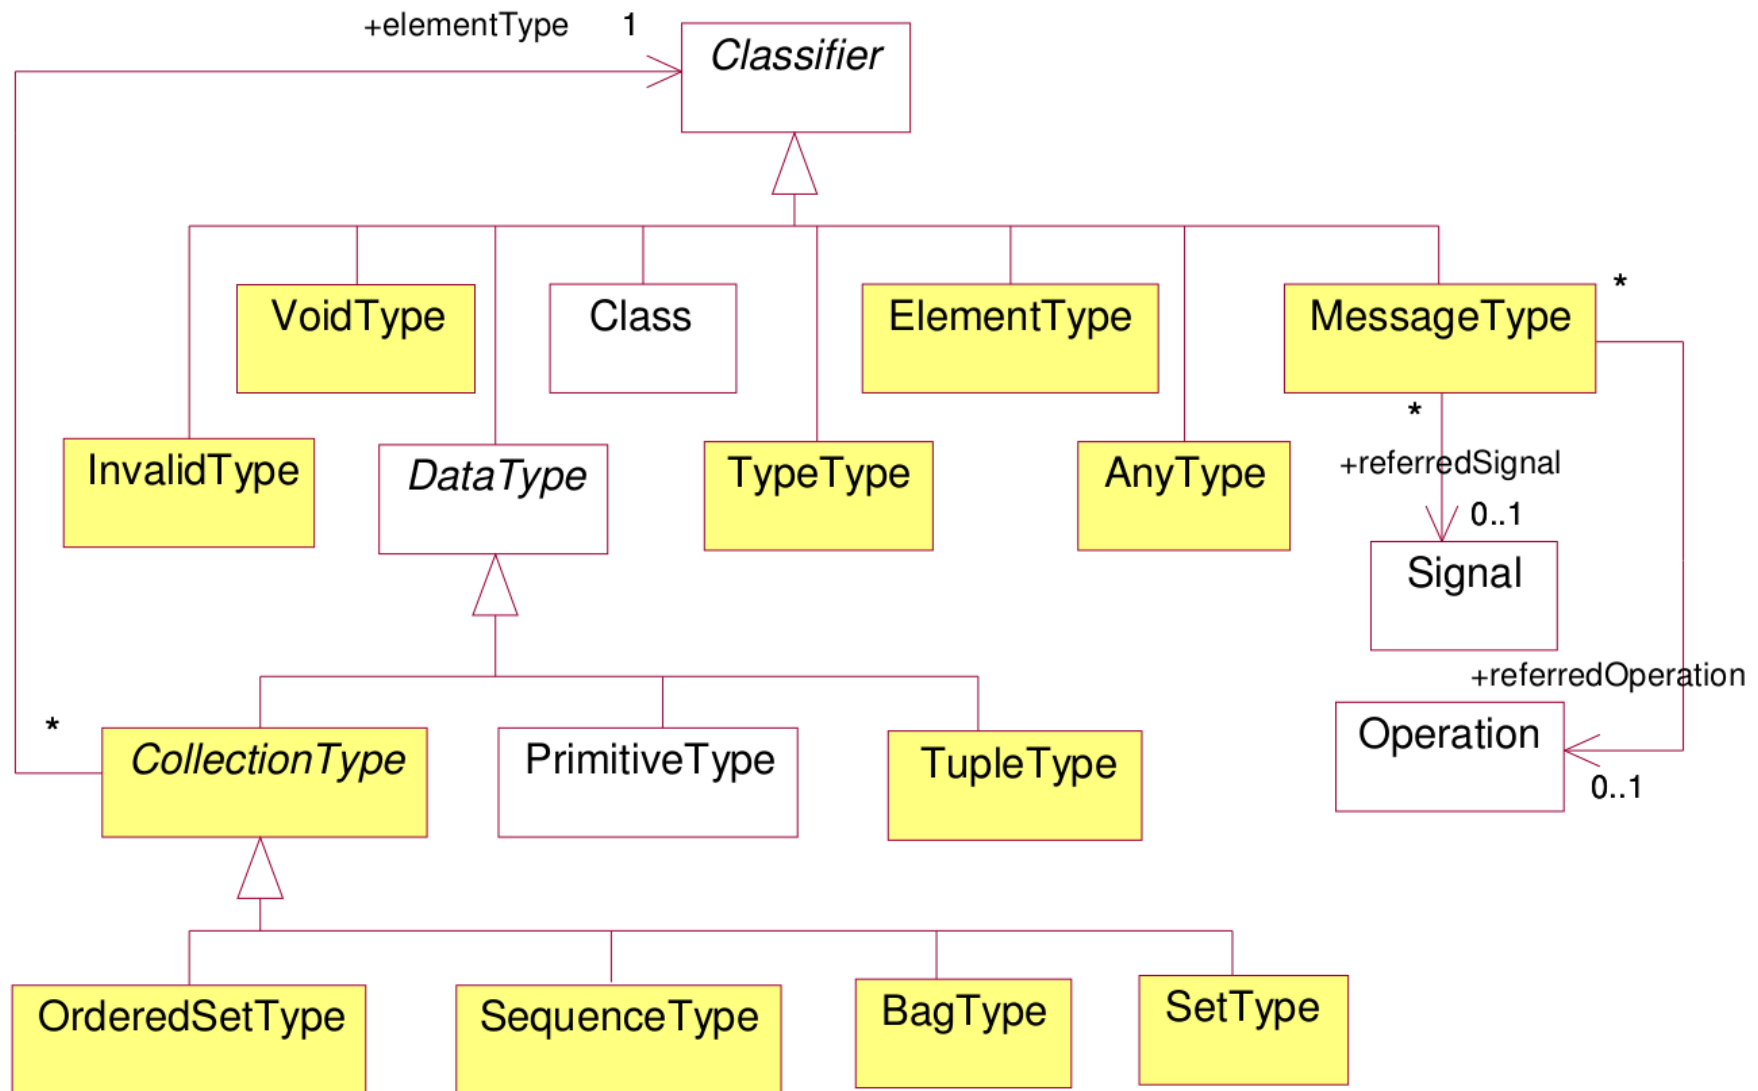 +elementType 1
Classifier
VoidType
Class
ElementType
MessageType
*
InvalidType
DataType
TypeType
AnyType
*
+referredSignal
0..1
Signal
+referredOperation
*
CollectionType
PrimitiveType
TupleType
Operation
0..1
OrderedSetType
SequenceType
BagType
SetType